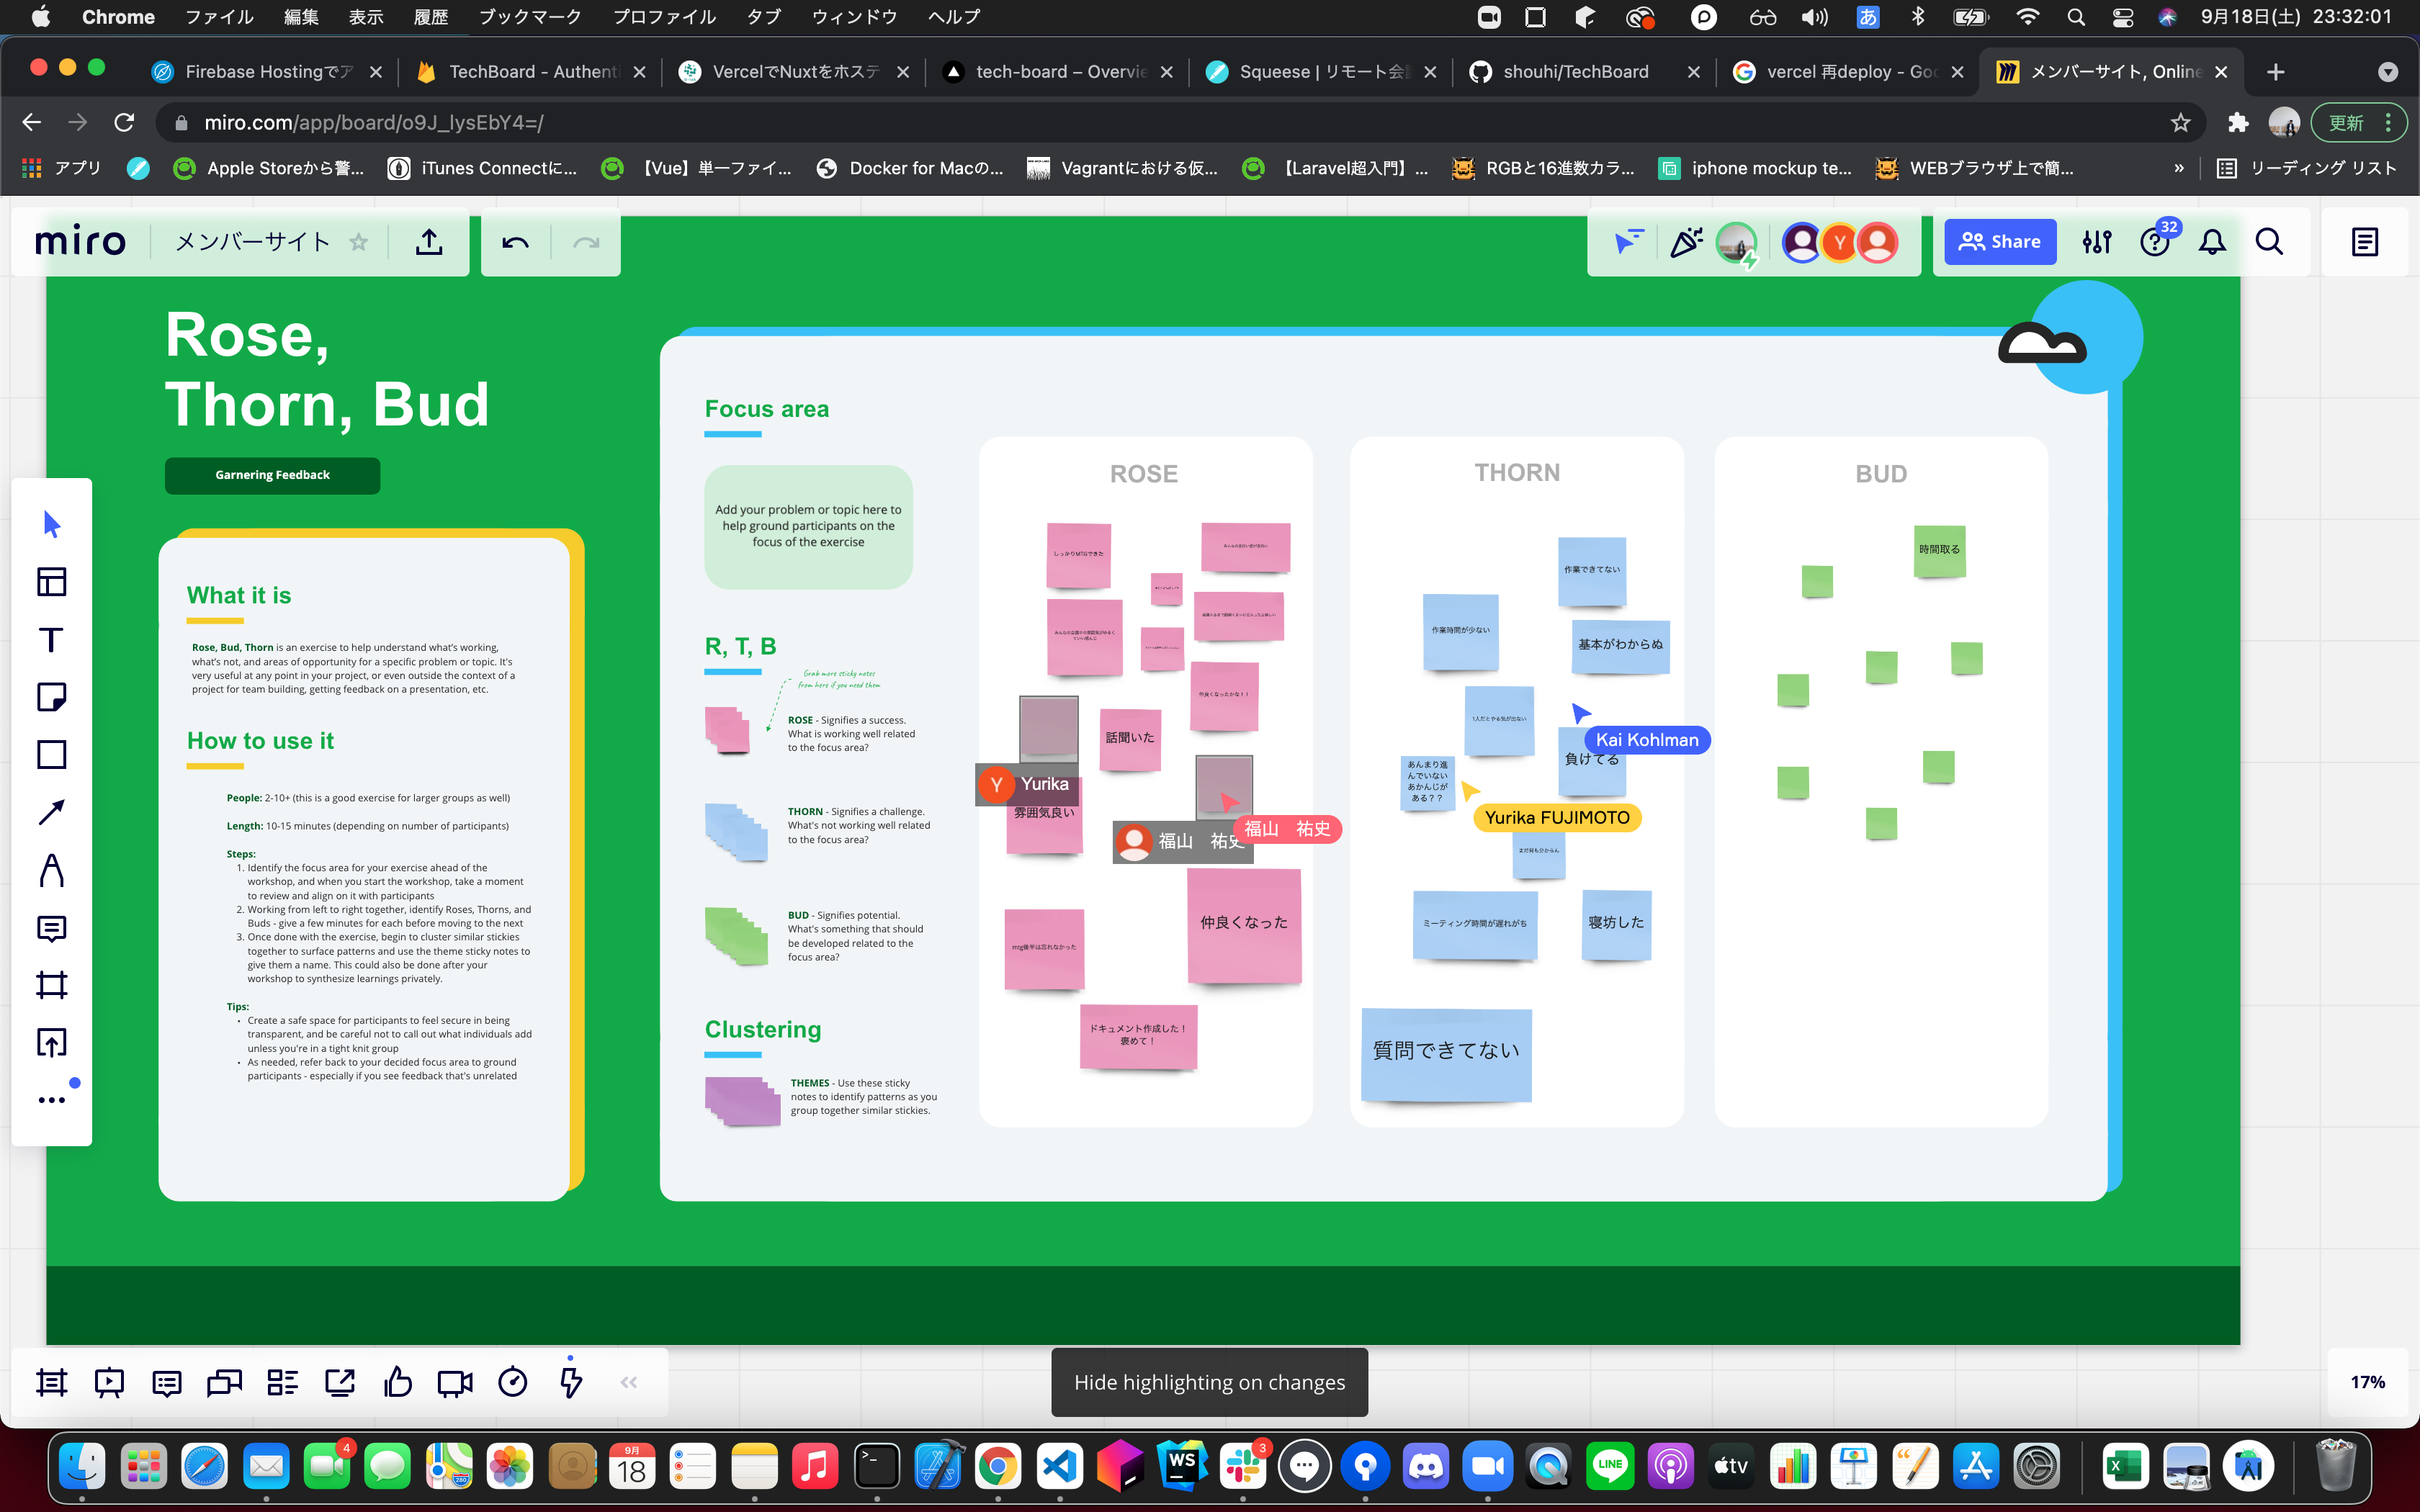 Chrome ファイル 編集 表示 履歴 ブックマーク プロファイル タブ ウィンドウ ヘルプ
あ
9月18日(土) 23:32:01
Firebase Hostingでア
TechBoard - Authenti
VercelでNuxtをホステ
tech-board – Overvie
Squeese | リモート会
shouhi/TechBoard
vercel 再deploy - Goo
メンバーサイト, Online
miro.com/app/board/o9J_lysEbY4=/
更新
アプリ
Apple Storeから警...
iTunes Connectに...
【Vue】単一ファイ...
Docker for Macの...
Vagrantにおける仮...
【Laravel超入門】...
RGBと16進数カラ...
iphone mockup te...
WEBブラウザ上で簡...
»
リーディング リスト
miro
メンバーサイト
Y
Share
32
Rose,
Thorn, Bud
Garnering Feedback
What it is
Rose, Bud, Thorn is an exercise to help understand what's working,
what's not, and areas of opportunity for a specific problem or topic. It's
very useful at any point in your project, or even outside the context of a
project for team building, getting feedback on a presentation, etc.
How to use it
People: 2-10+ (this is a good exercise for larger groups as well)
Length: 10-15 minutes (depending on number of participants)
Steps:
1. Identify the focus area for your exercise ahead of the
workshop, and when you start the workshop, take a moment
to review and align on it with participants
2. Working from left to right together, identify Roses, Thorns, and
Buds - give a few minutes for each before moving to the next
3. Once done with the exercise, begin to cluster similar stickies
together to surface patterns and use the theme sticky notes to
give them a name. This could also be done after your
workshop to synthesize learnings privately.
Tips:
• Create a safe space for participants to feel secure in being
transparent, and be careful not to call out what individuals add
unless you're in a tight knit group
• As needed, refer back to your decided focus area to ground
participants - especially if you see feedback that's unrelated
Focus area
Add your problem or topic here to
help ground participants on the
focus of the exercise
R, T, B
Grab more sticky notes
from here if you need them
ROSE - Signifies a success.
What is working well related
to the focus area?
THORN - Signifies a challenge.
What's not working well related
to the focus area?
BUD - Signifies potential.
What's something that should
be developed related to the
focus area?
Clustering
THEMES - Use these sticky
notes to identify patterns as you
group together similar stickies.
ROSE
しっかりMTGできた
仲良くなったかな！！
話聞いた
Y Yurika
雰囲気良い
福山 祐史
福山 祐史
mtg後半は忘れなかった
仲良くなった
ドキュメント作成した！
褒めて！
THORN
作業できてない
作業時間が少ない
基本がわからぬ
1人だとやる気が出ない
Kai Kohlman
負けてる
あんまり進
んでいない
あかんじが
ある？？
Yurika FUJIMOTO
まだ何も分からん
ミーティング時間が遅れがち
寝坊した
質問できてない
BUD
時間取る
Hide highlighting on changes
17%
4
9月
18
WS
3
LINE
tv